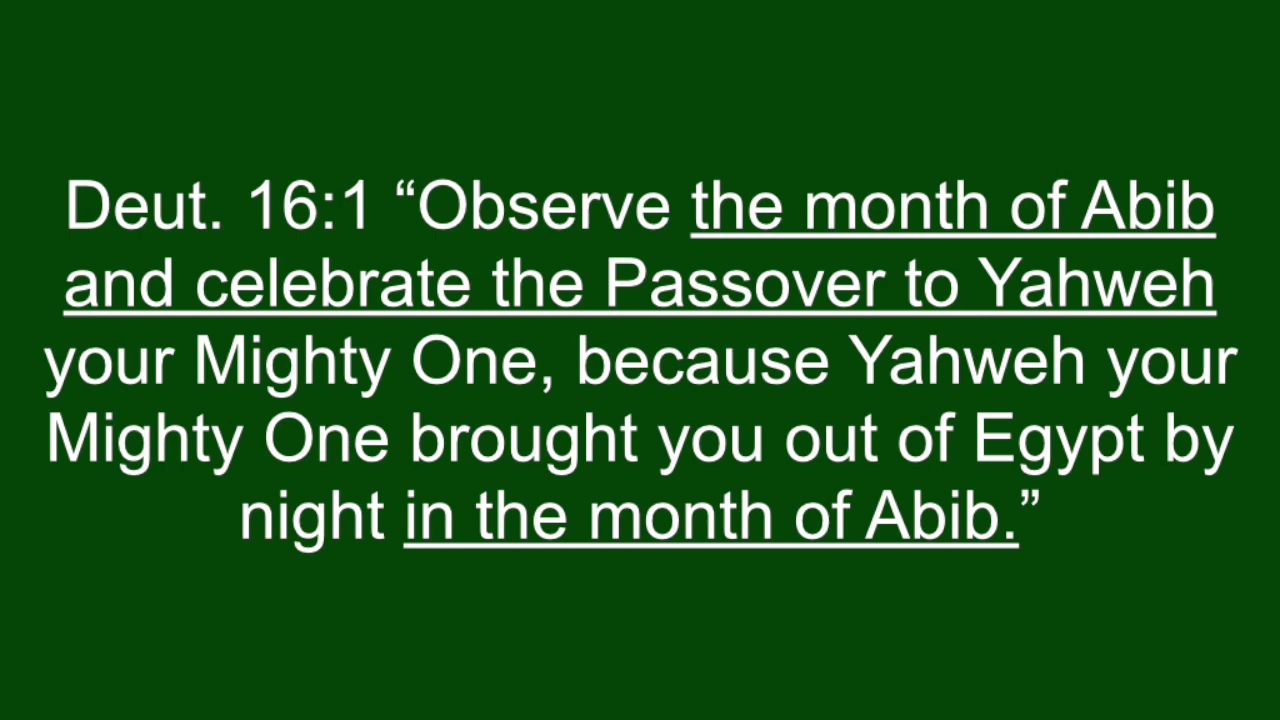 Deut. 16:1 “Observe the month of Abib
and celebrate the Passover to Yahweh
your Mighty One, because Yahweh your
Mighty One brought you out of Egypt by
night in the month of Abib.”